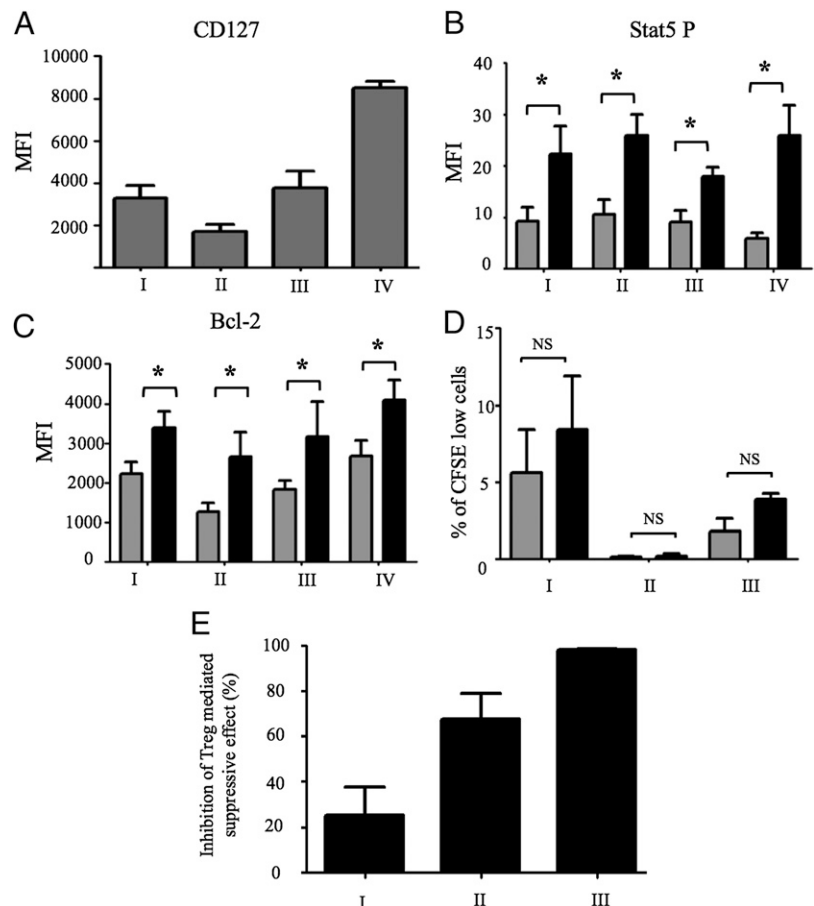 A
CD127
MFI
10000
8000
6000
4000
2000
I II III IV
B
Stat5 P
MFI
40
30
20
10
0
* * * *
I II III IV
C
Bcl-2
MFI
5000
4000
3000
2000
1000
0
* * * *
I II III IV
D
% of CFSE low cells
15
10
5
0
NS NS NS
I II III
E
Inhibition of Treg mediated
suppressive effect (%)
100
80
60
40
20
0
I II III